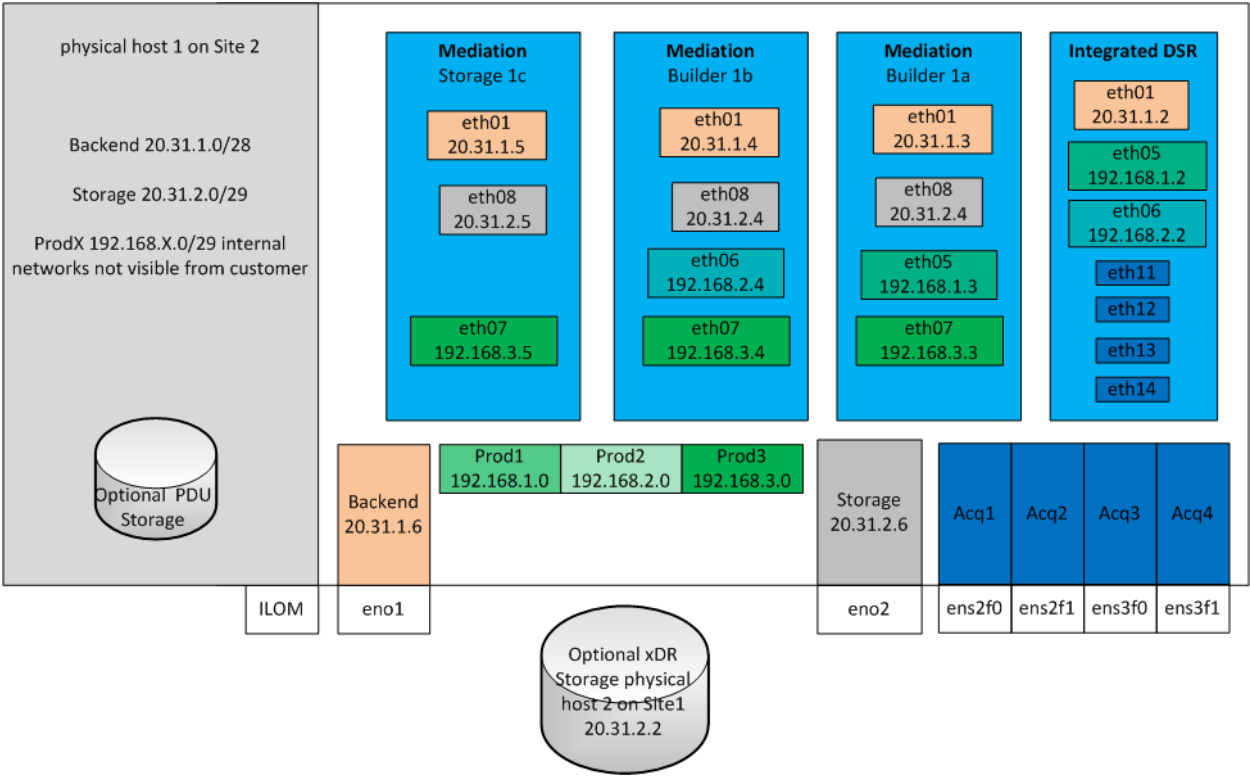 physical host 1 on Site 2
Backend 20.31.1.0/28
Storage 20.31.2.0/29
ProdX 192.168.X.0/29 internal
networks not visible from customer
Optional PDU
Storage
Mediation
Storage 1c
eth01
20.31.1.5
eth08
20.31.2.5
eth07
192.168.3.5
Mediation
Builder 1b
eth01
20.31.1.4
eth08
20.31.2.4
eth06
192.168.2.4
eth07
192.168.3.4
Mediation
Builder 1a
eth01
20.31.1.3
eth08
20.31.2.4
eth05
192.168.1.3
eth07
192.168.3.3
Integrated DSR
eth01
20.31.1.2
eth05
192.168.1.2
eth06
192.168.2.2
eth11
eth12
eth13
eth14
Backend
20.31.1.6
Prod1
192.168.1.0
Prod2
192.168.2.0
Prod3
192.168.3.0
Storage
20.31.2.6
Acq1
Acq2
Acq3
Acq4
ILOM
eno1
eno2
ens2f0
ens2f1
ens3f0
ens3f1
Optional xDR
Storage physical
host 2 on Site1
20.31.2.2